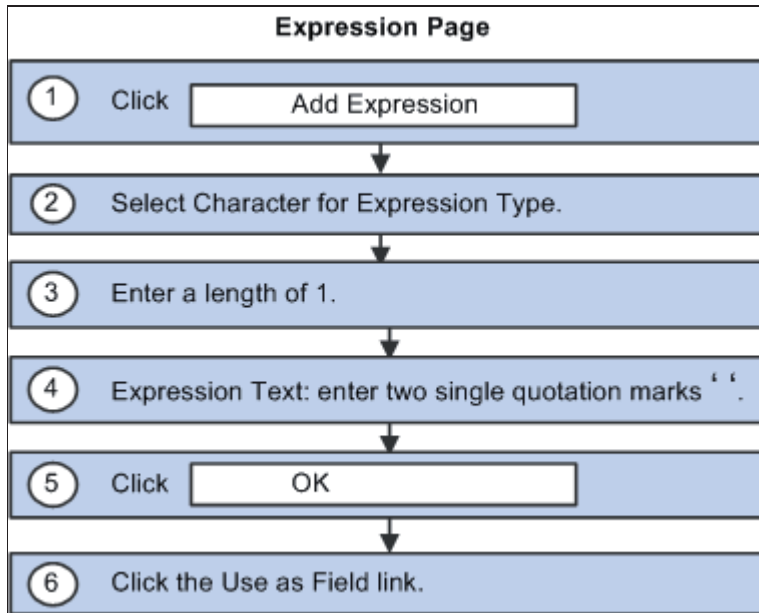 Expression Page
1 Click Add Expression
2 Select Character for Expression Type.
3 Enter a length of 1.
4 Expression Text: enter two single quotation marks ‘ ‘.
5 Click OK
6 Click the Use as Field link.